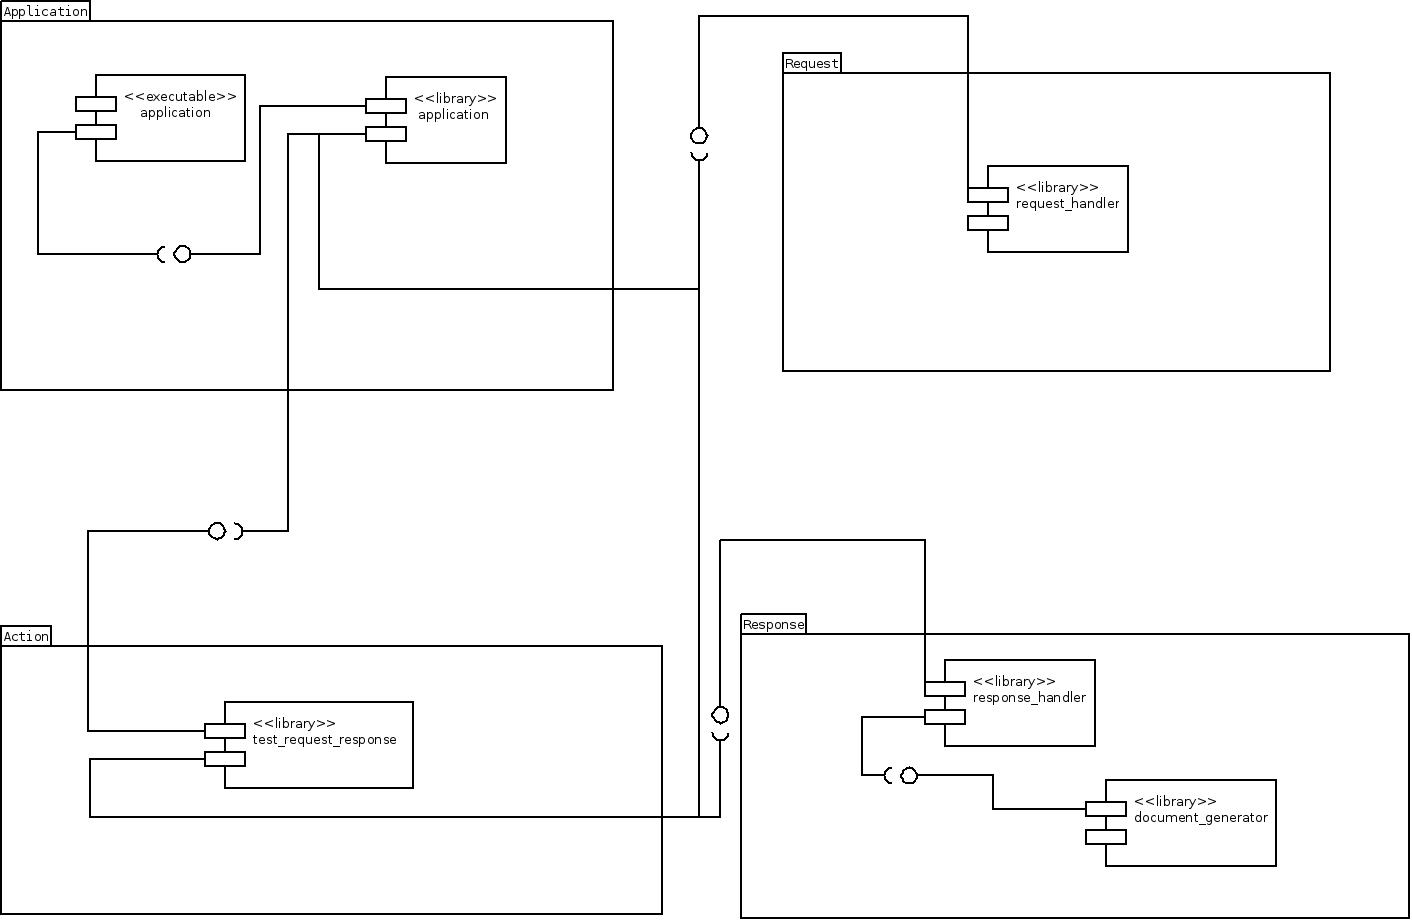 Application
<<executable>>
application
<<library>>
application
Request
<<library>>
request_handler
Action
<<library>>
test_request_response
Response
<<library>>
response_handler
<<library>>
document_generator